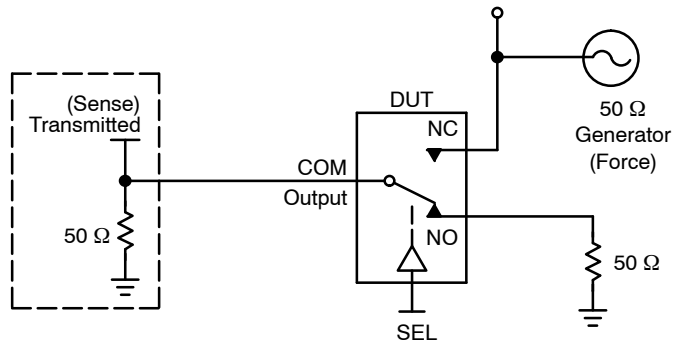 (Sense)
Transmitted
50 Ω
COM
Output
DUT
NC
NO
SEL
50 Ω
Generator
(Force)
50 Ω